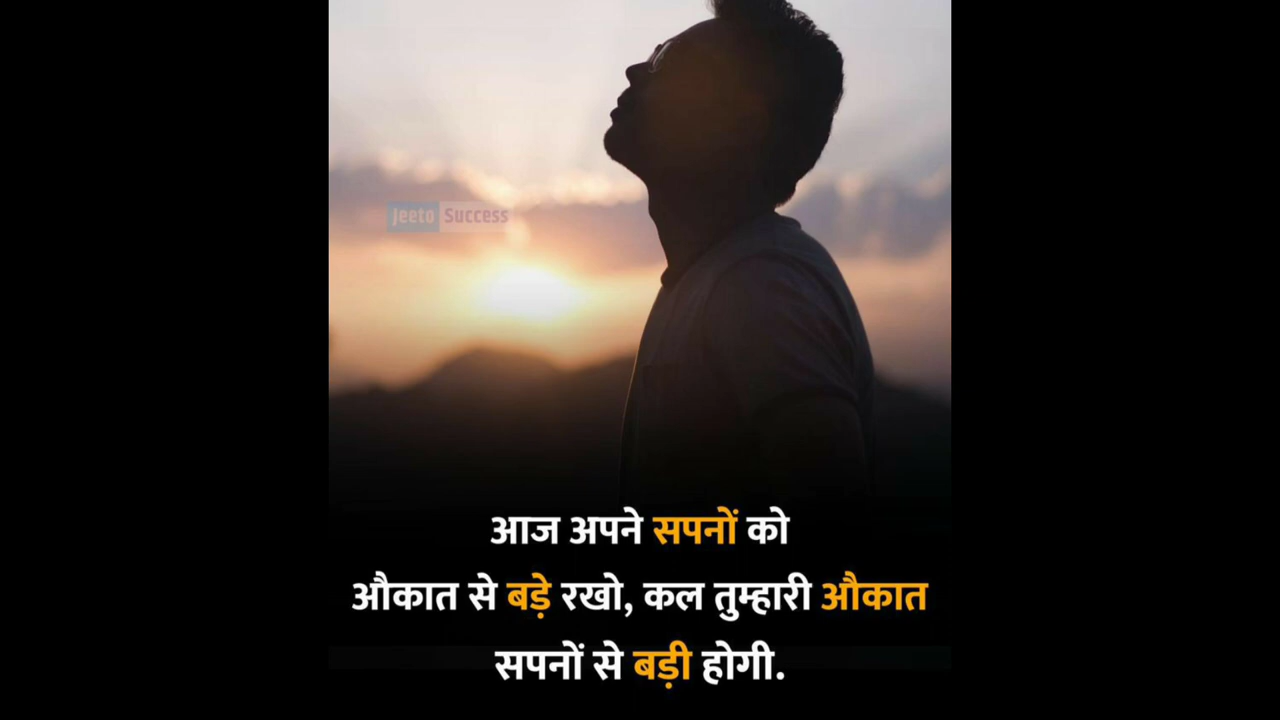 Jeeto Success
आज अपने सपनों को
औकात से बड़े रखो, कल तुम्हारी औकात
सपनों से बड़ी होगी.